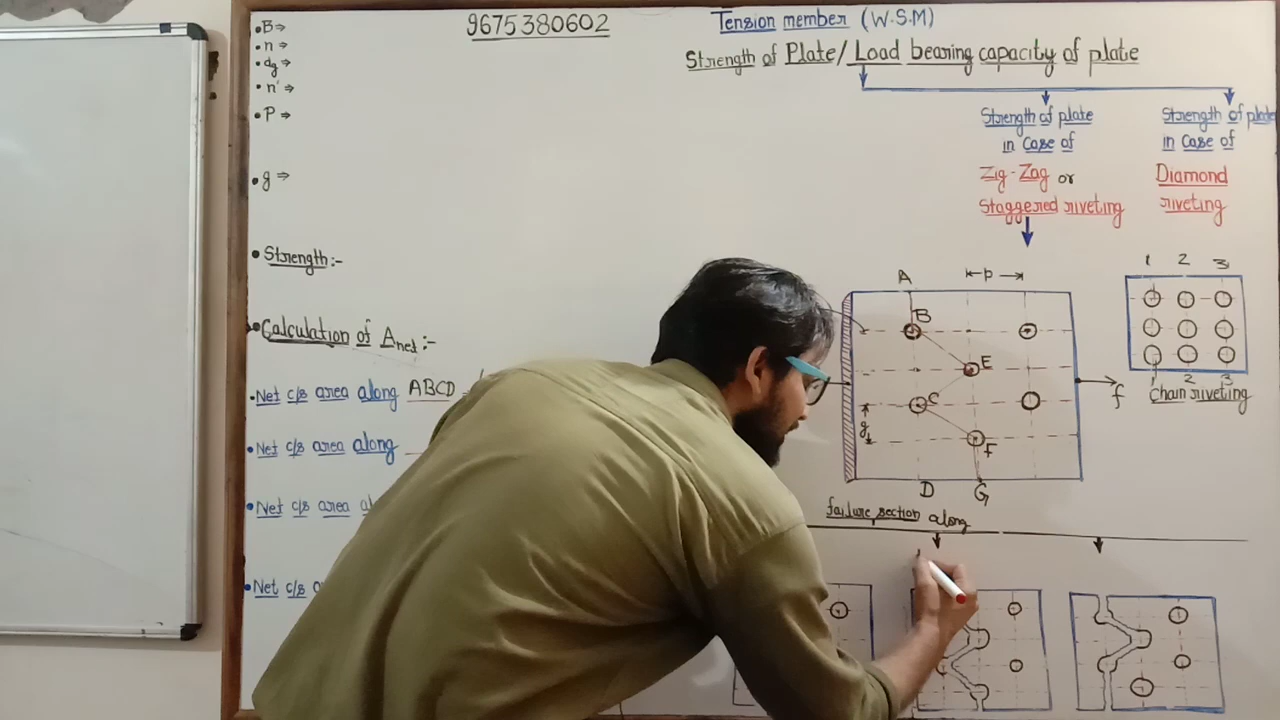 9675380602
Tension member (W.S.M)
Strength of Plate/Load bearing capacity of plate
•B⇒
•n⇒
•dg⇒
•n'⇒
•P⇒
•g⇒
•Strength:-
•Calculation of Anet:-
•Net c/s area along ABCD
•Net c/s area along
•Net c/s area al
•Net c/s a
Strength of plate
in Case of
Zig-Zag or
Staggered riveting
Strength of plate
in Case of
Diamond
riveting
A
P
B
E
C
g
F
D
G
f
1 2 3
1 2 3
Chain riveting
failure section along